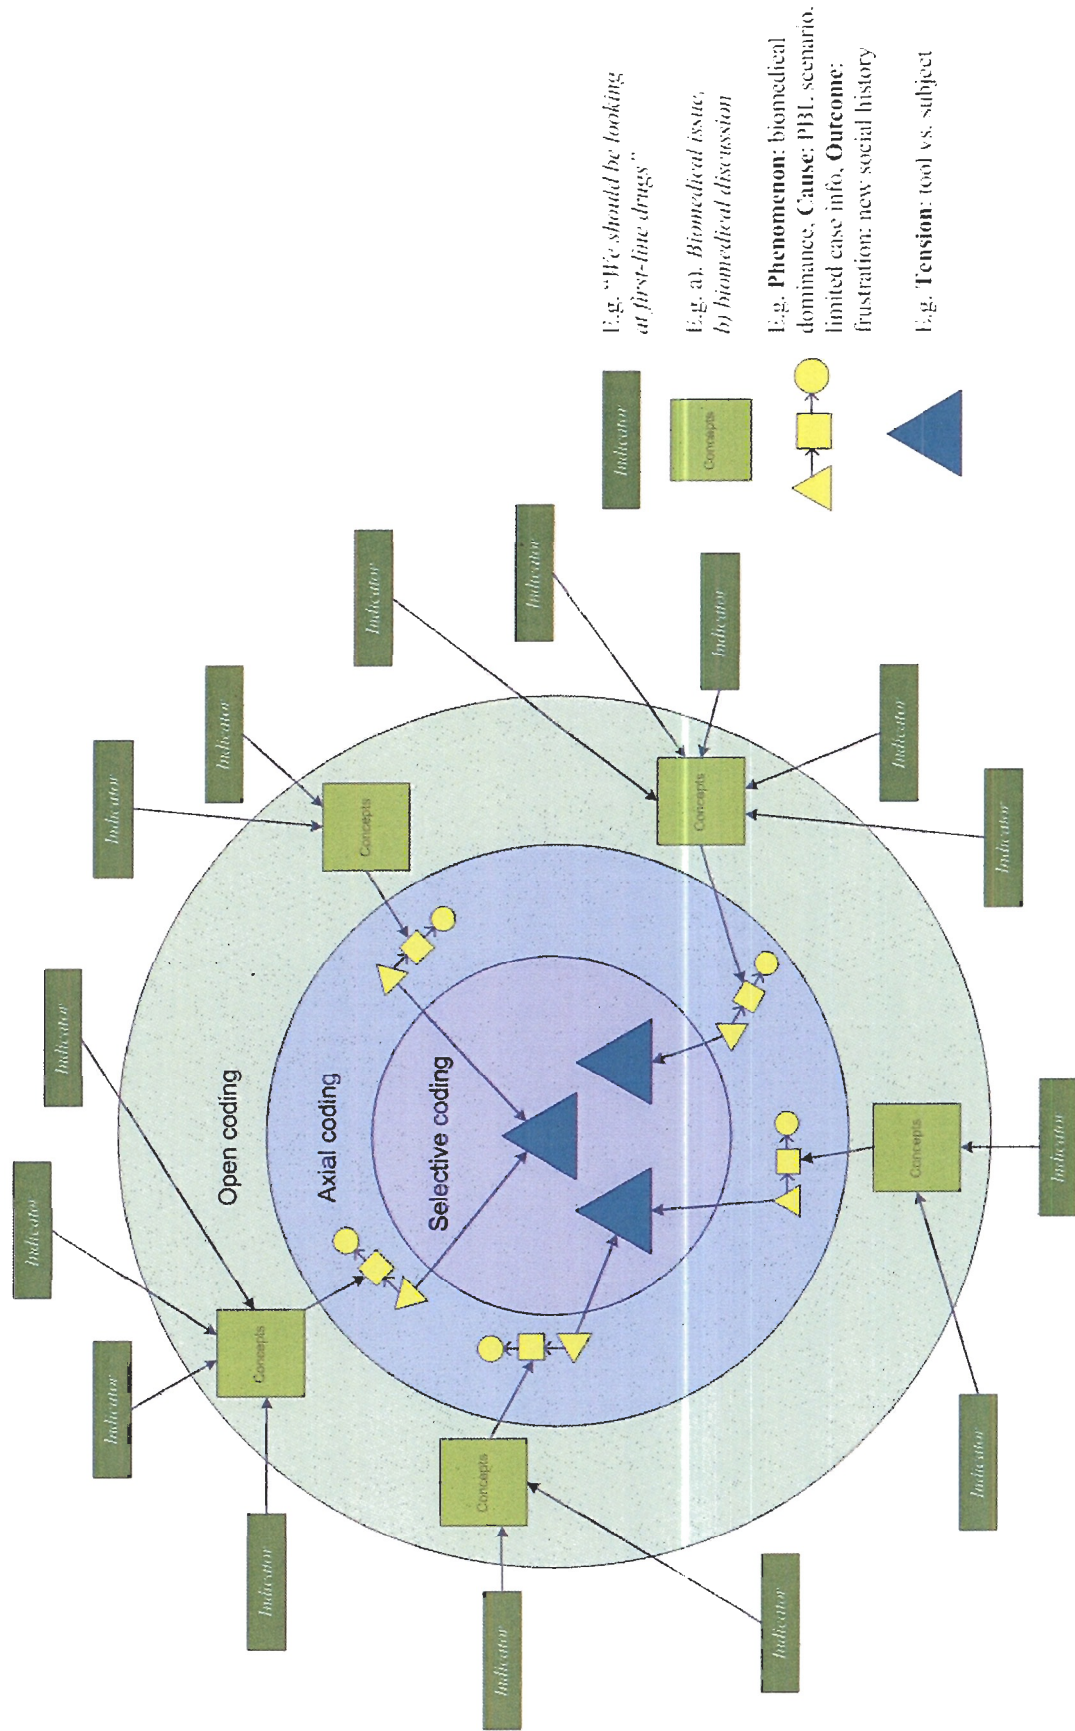 Indicator
Indicator
Indicator
Indicator
Indicator
Open coding
Concepts
Indicator
Axial coding
Concepts
Indicator
Selective coding
Concepts
Indicator
Indicator
Concepts
Indicator
Indicator
Indicator
Concepts
Indicator
Indicator
Indicator
Indicator
E.g. "We should be looking
at first-line drugs"
Concepts
E.g. a). Biomedical issue,
b) biomedical discussion
E.g. Phenomenon: biomedical
dominance, Cause: PBL scenario,
limited case info, Outcome:
frustration: new social history
E.g. Tension: tool vs. subject